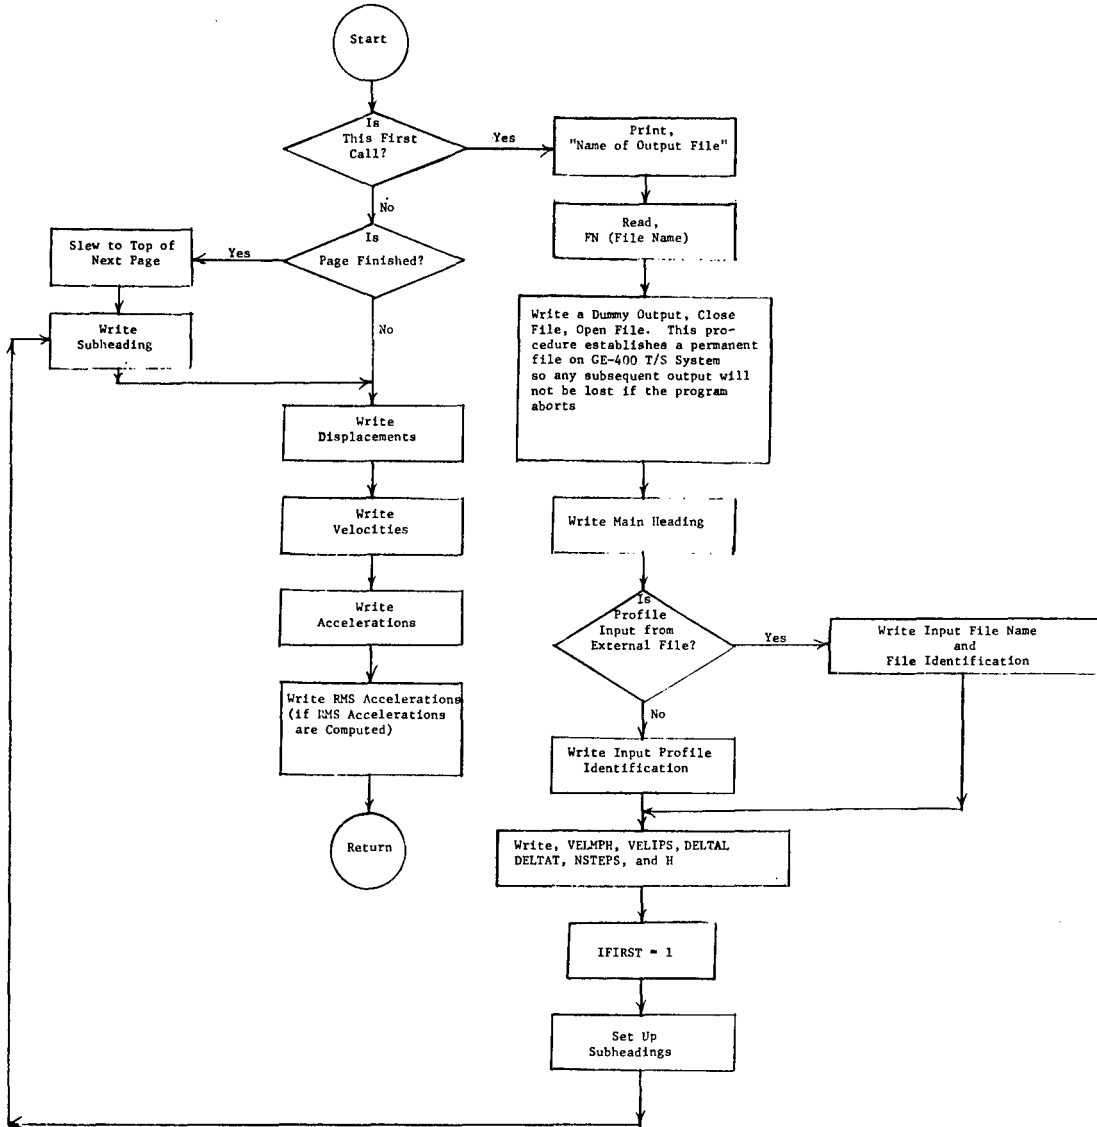 Start
Is
This First
Call?
Yes
Print,
"Name of Output File"
No
Read,
FN (File Name)
Is
Page Finished?
Yes
Slew to Top of
Next Page
Write
Subheading
No
Write a Dummy Output, Close
File, Open File. This pro-
cedure establishes a permanent
file on GE-400 T/S System
so any subsequent output will
not be lost if the program
aborts
Write
Displacements
Write
Velocities
Write Main Heading
Write
Accelerations
Is
Profile
Input from
External File?
Yes
Write Input File Name
and
File Identification
Write RMS Accelerations
(if RMS Accelerations
are Computed)
No
Write Input Profile
Identification
Return
Write, VELMPH, VELIPS, DELTAL
DELTAT, NSTEPS, and H
IFIRST = 1
Set Up
Subheadings